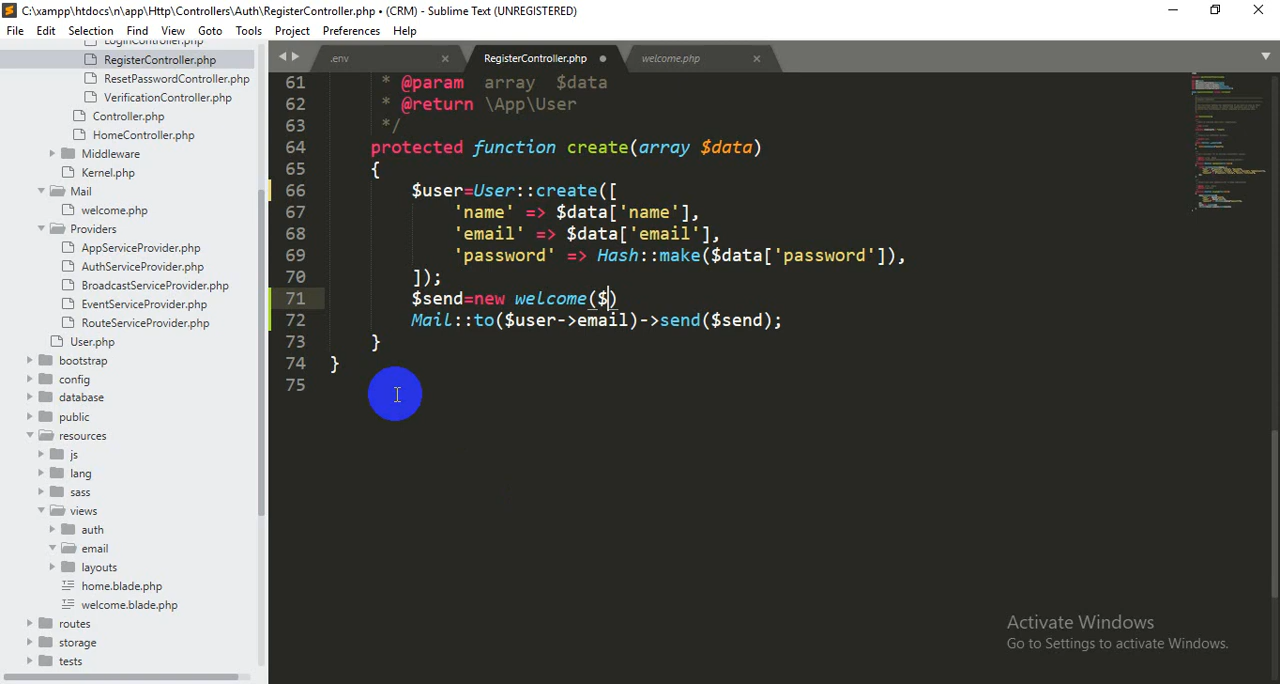 C:\xampp\htdocs\n\app\Http\Controllers\Auth\RegisterController.php • (CRM) - Sublime Text (UNREGISTERED)
File Edit Selection Find View Goto Tools Project Preferences Help
LoginController.php
RegisterController.php
ResetPasswordController.php
VerificationController.php
Controller.php
HomeController.php
Middleware
Kernel.php
Mail
welcome.php
Providers
AppServiceProvider.php
AuthServiceProvider.php
BroadcastServiceProvider.php
EventServiceProvider.php
RouteServiceProvider.php
User.php
bootstrap
config
database
public
resources
js
lang
sass
views
auth
email
layouts
home.blade.php
welcome.blade.php
routes
storage
tests
.env RegisterController.php welcome.php
61 * @param array $data
62 * @return \App\User
63 */
64 protected function create(array $data)
65 {
66 $user=User::create([
67 'name' => $data['name'],
68 'email' => $data['email'],
69 'password' => Hash::make($data['password']),
70 ]);
71 $send=new welcome($)
72 Mail::to($user->email)->send($send);
73 }
74 }
75
Activate Windows
Go to Settings to activate Windows.